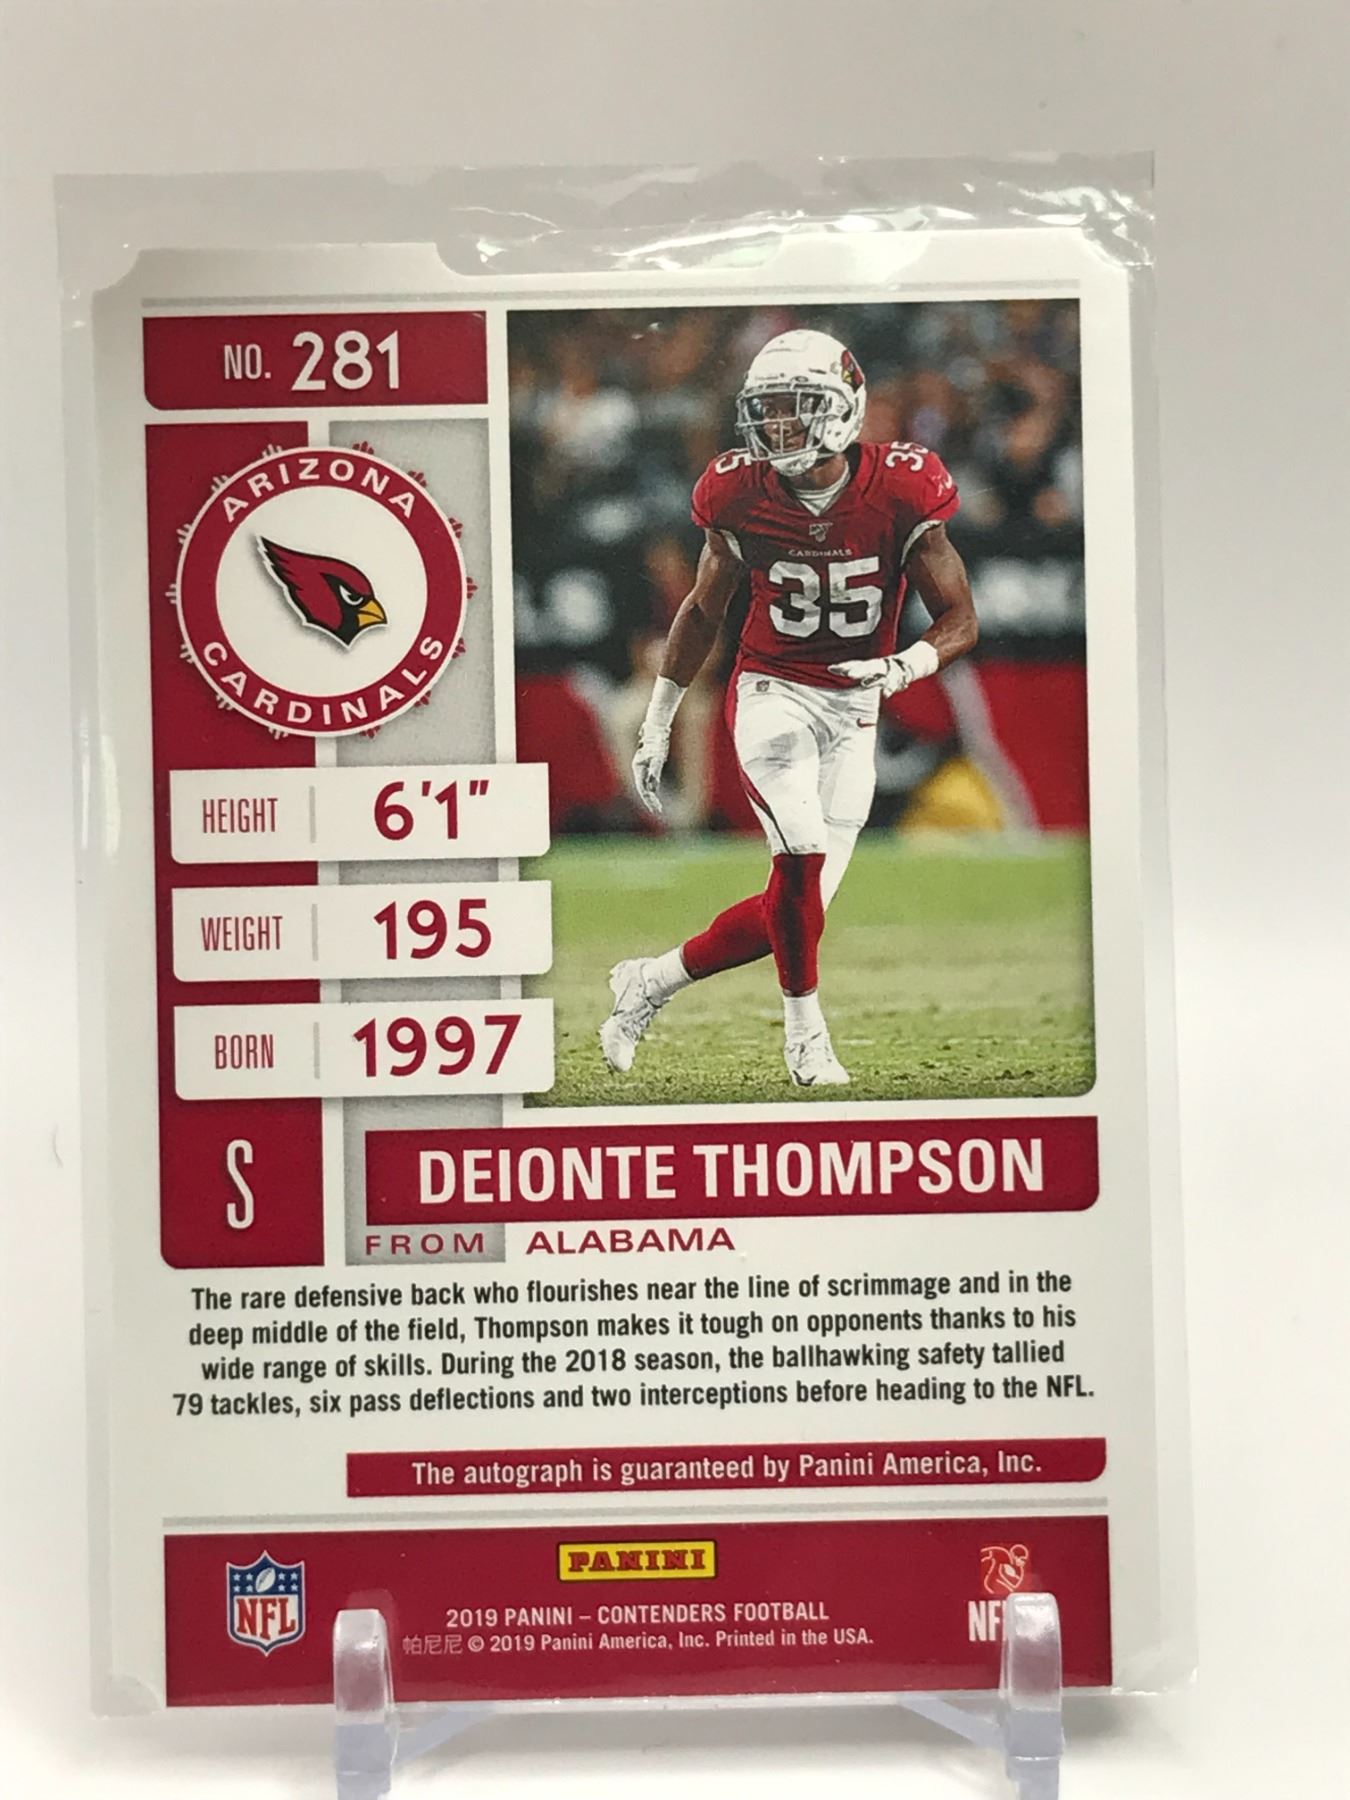 NO. 281
ARIZONA
CARDINALS
35
35
CARDINALS
35
HEIGHT 6'1"
WEIGHT 195
BORN 1997
S
DEIONTE THOMPSON
FROM ALABAMA
The rare defensive back who flourishes near the line of scrimmage and in the
deep middle of the field, Thompson makes it tough on opponents thanks to his
wide range of skills. During the 2018 season, the ballhawking safety tallied
79 tackles, six pass deflections and two interceptions before heading to the NFL.
The autograph is guaranteed by Panini America, Inc.
NFL
PANINI
2019 PANINI – CONTENDERS FOOTBALL
帕尼尼 © 2019 Panini America, Inc. Printed in the USA.